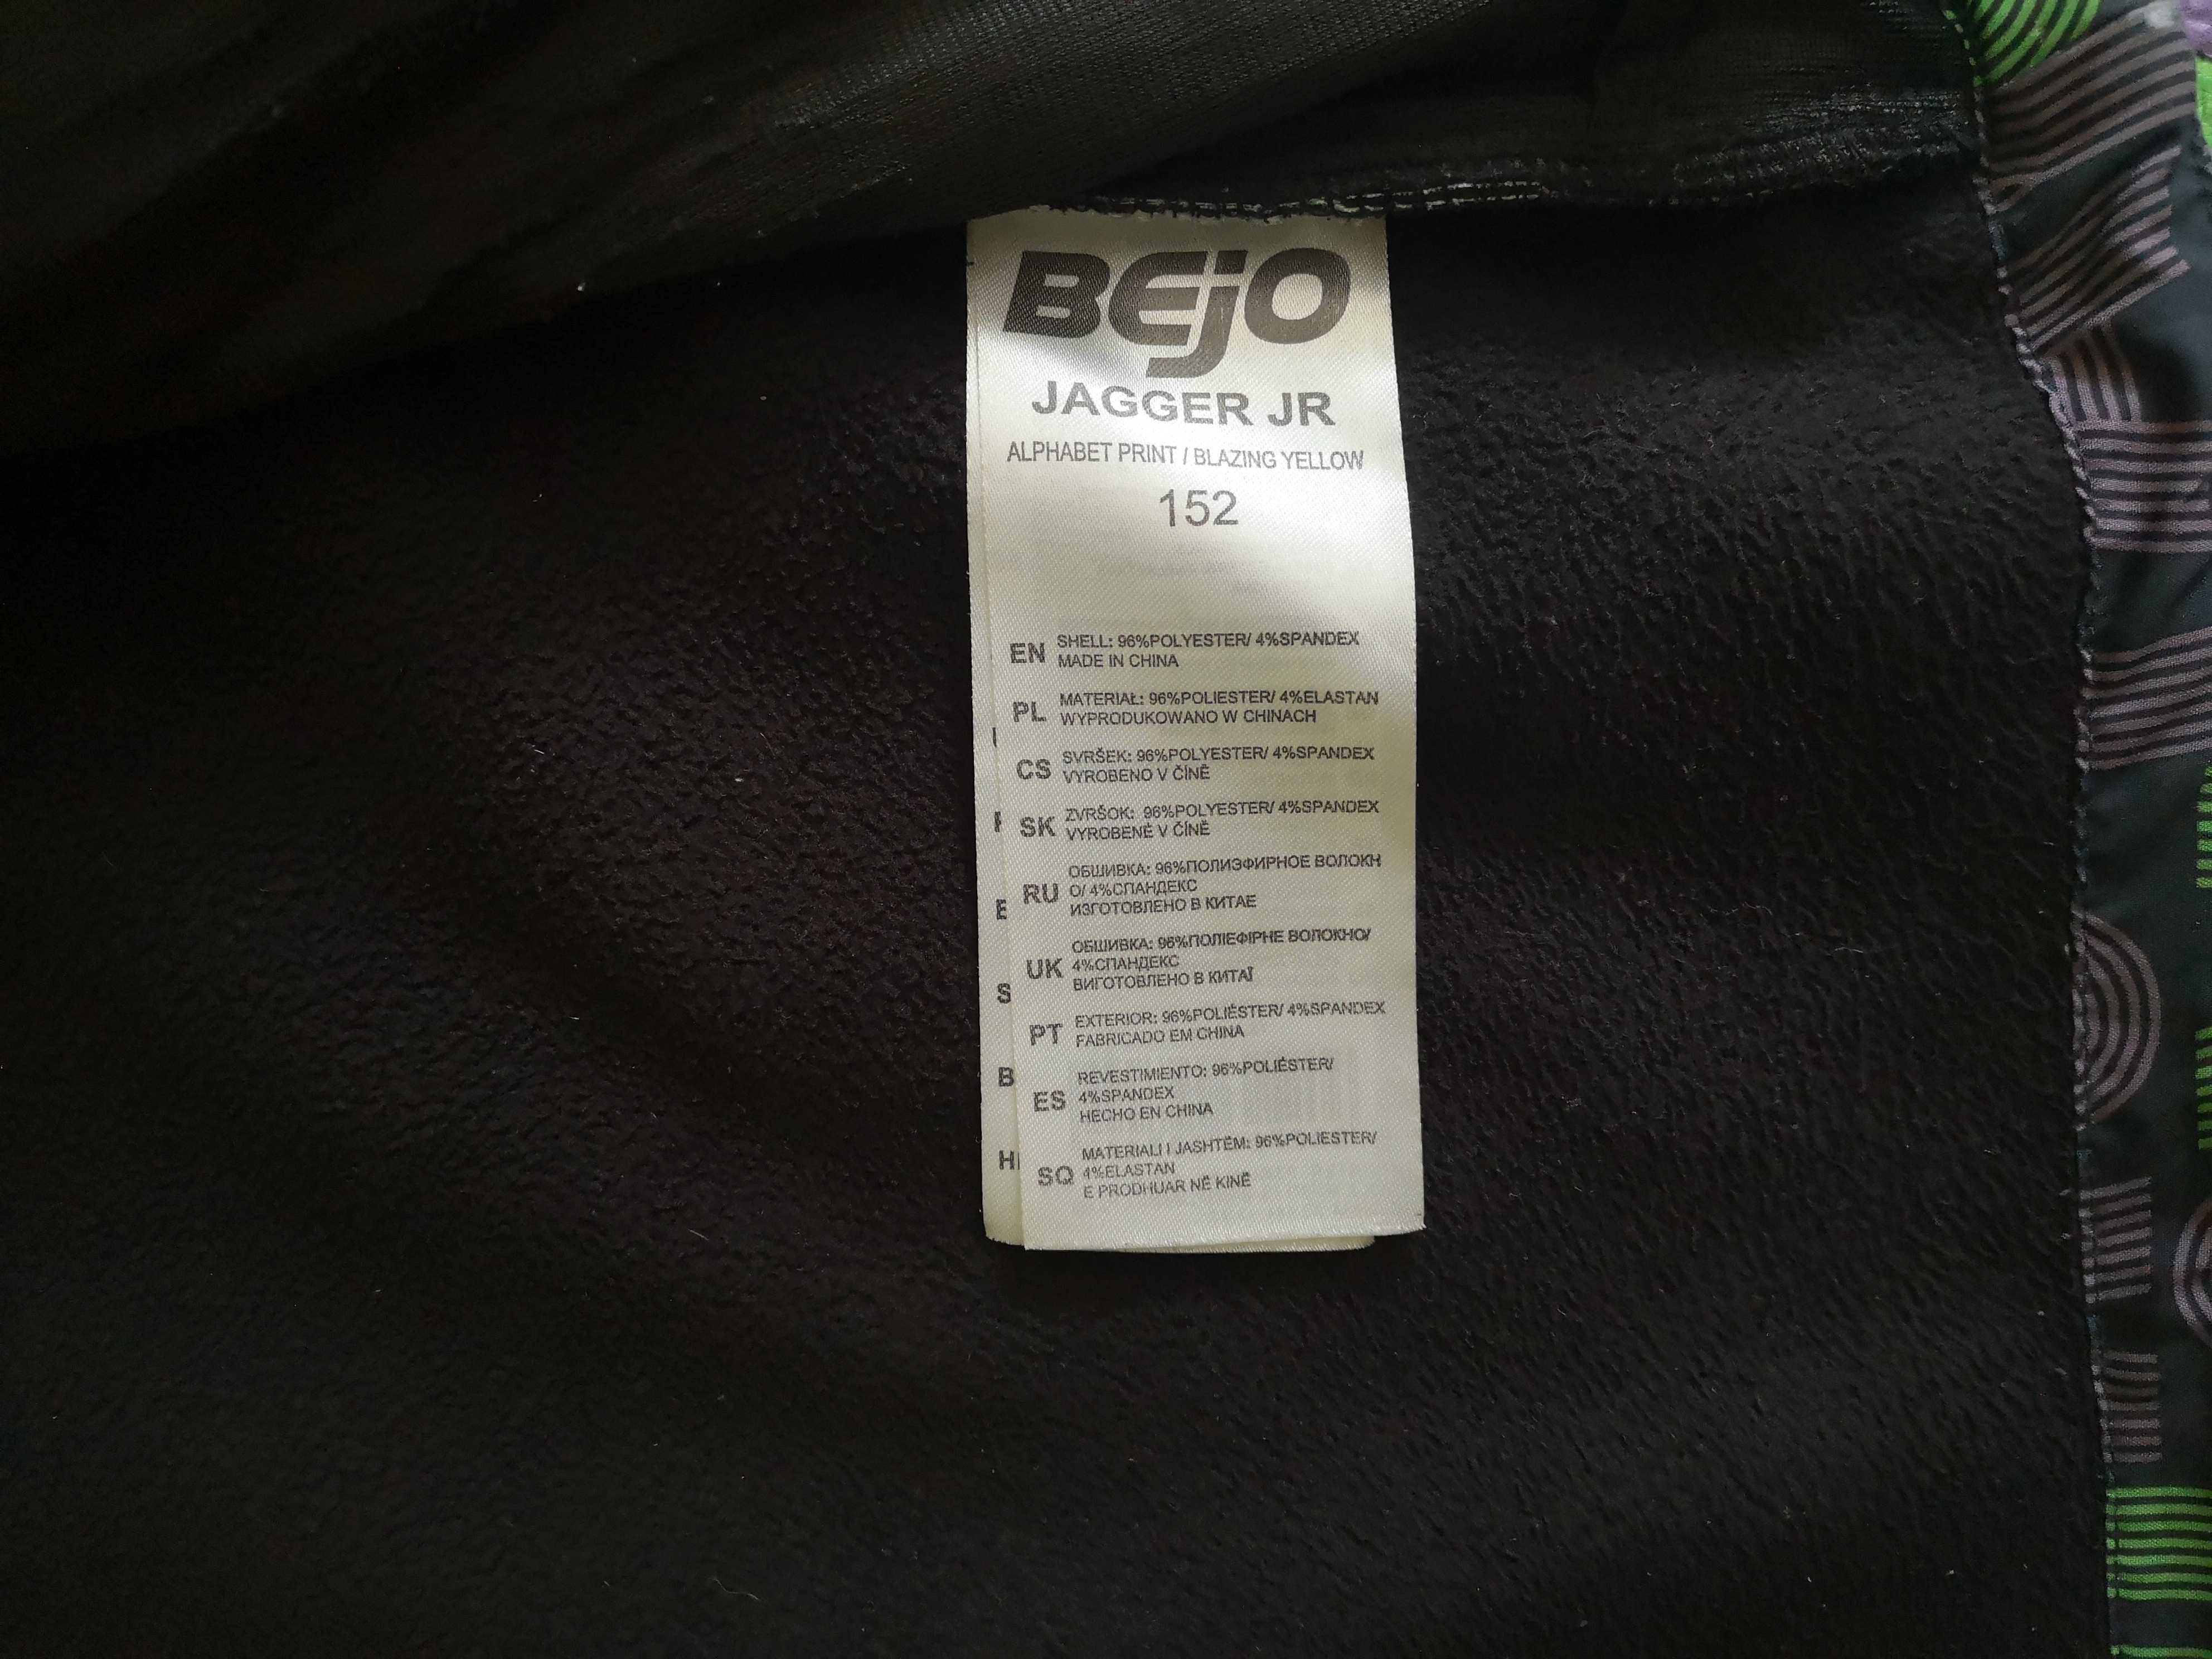 BEjO
JAGGER JR
ALPHABET PRINT / BLAZING YELLOW
152
EN SHELL: 96%POLYESTER/ 4%SPANDEX
MADE IN CHINA
PL MATERIAŁ: 96%POLIESTER/ 4%ELASTAN
WYPRODUKOWANO W CHINACH
CS SVRŠEK: 96%POLYESTER/ 4%SPANDEX
VYROBENO V ČÍNĚ
SK ZVRŠOK: 96%POLYESTER/ 4%SPANDEX
VYROBENÉ V ČÍNĚ
RU ОБШИВКА: 96%ПОЛИЭФИРНОЕ ВОЛОКН
О/ 4%СПАНДЕКС
ИЗГОТОВЛЕНО В КИТАЕ
UK ОБШИВКА: 96%ПОЛІЕФІРНЕ ВОЛОКНО/
4%СПАНДЕКС
ВИГОТОВЛЕНО В КИТАЇ
PT EXTERIOR: 96%POLIÉSTER/ 4%SPANDEX
FABRICADO EM CHINA
ES REVESTIMIENTO: 96%POLIÉSTER/
4%SPANDEX
HECHO EN CHINA
SQ MATERIALI I JASHTËM: 96%POLIESTER/
4%ELASTAN
E PRODHUAR NË KINË